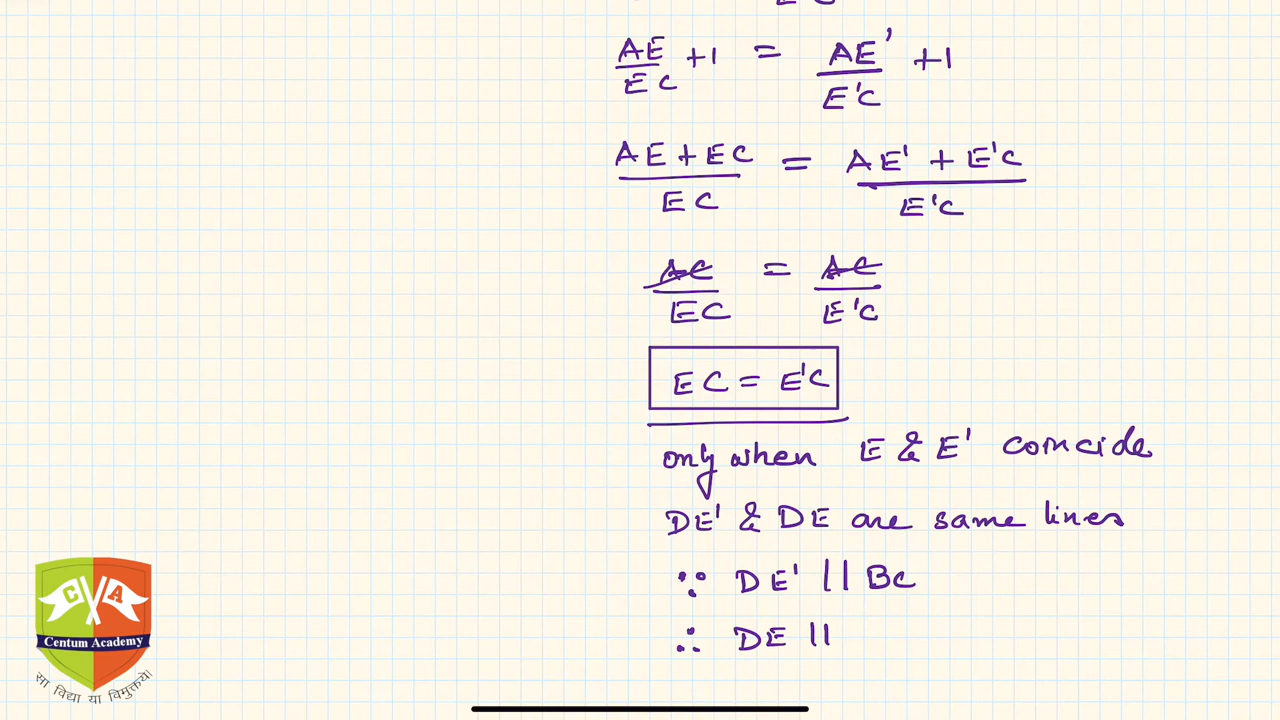 AE/EC +1 = AE'/E'C +1
AE + EC/EC = AE' + E'C/E'C
AC/EC = AC/E'C
EC = E'C
only when E & E' coincide
DE' & DE are same lines
∵ DE' || BC
∴ DE ||
C A
Centum Academy
सा विद्या या विमुक्तये।